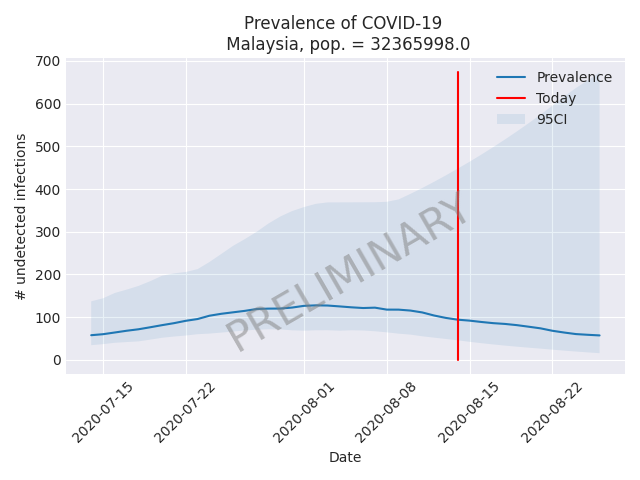 Prevalence of COVID-19
Malaysia, pop. = 32365998.0
Prevalence
Today
95CI
PRELIMINARY
# undetected infections
700
600
500
400
300
200
100
0
2020-07-15
2020-07-22
2020-08-01
2020-08-08
2020-08-15
2020-08-22
Date